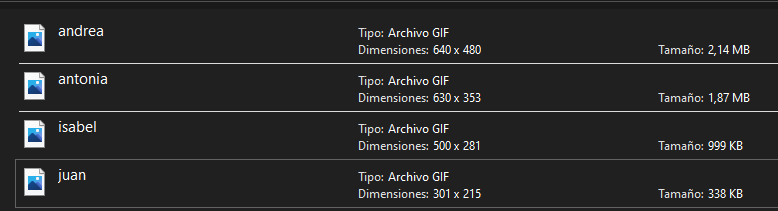 andrea
Tipo: Archivo GIF
Dimensiones: 640 x 480
Tamaño: 2,14 MB
antonia
Tipo: Archivo GIF
Dimensiones: 630 x 353
Tamaño: 1,87 MB
isabel
Tipo: Archivo GIF
Dimensiones: 500 x 281
Tamaño: 999 KB
juan
Tipo: Archivo GIF
Dimensiones: 301 x 215
Tamaño: 338 KB